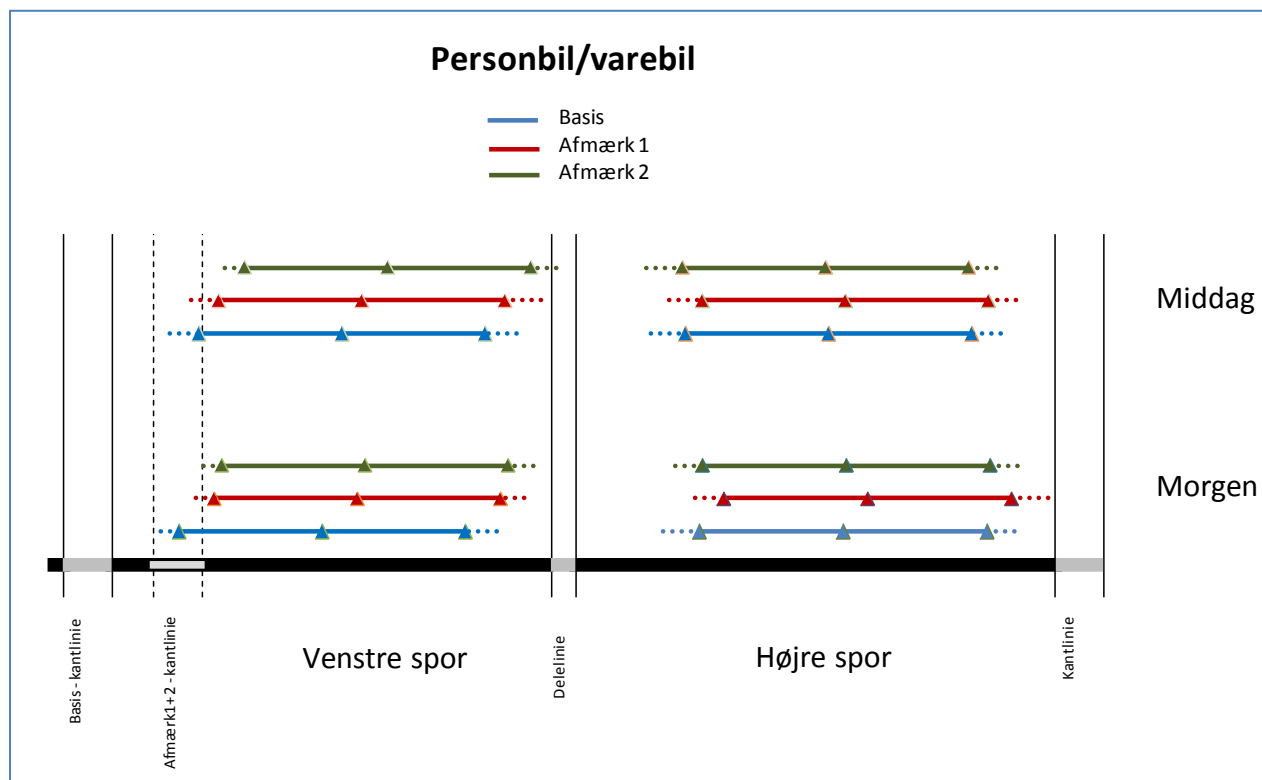 Personbil/varebil
Basis
Afmærk 1
Afmærk 2
Middag
Morgen
Basis - kantlinie
Afmærk1+ 2 - kantlinie
Venstre spor
Delelinie
Højre spor
Kantlinie